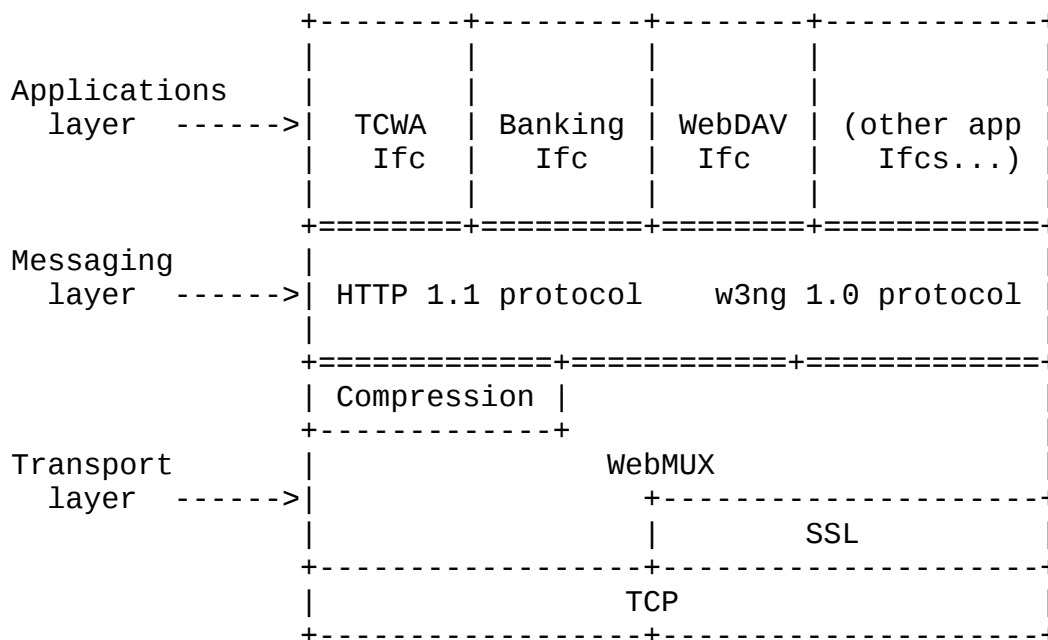 +--------+---------+--------+------------+
|        |         |        |            |
Applications    |        |         |        |            |
layer  ------>|  TCWA  | Banking | WebDAV | (other app |
|   Ifc  |   Ifc   |  Ifc   |   Ifcs...) |
|        |         |        |            |
+========+=========+========+============+
Messaging       |                                        |
layer  ------>| HTTP 1.1 protocol    w3ng 1.0 protocol |
|                                        |
+=============+============+=============+
| Compression |                          |
+-------------+                          |
Transport       |                WebMUX                  |
layer  ------>|                  +---------------------+
|                  |        SSL          |
+------------------+---------------------+
|                 TCP                    |
+------------------+---------------------+